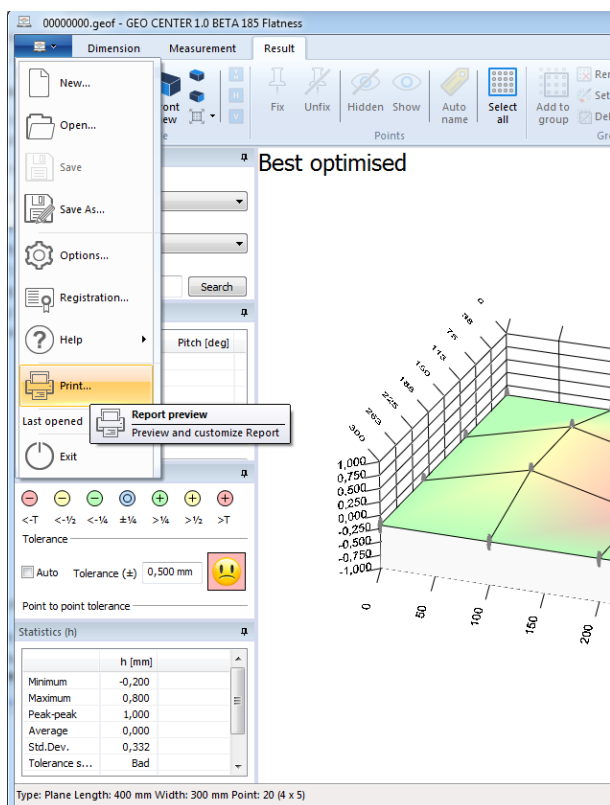 00000000.geof - GEO CENTER 1.0 BETA 185 Flatness
Dimension Measurement Result
New...
Open...
Save
Save As...
Options...
Registration...
Help
Print...
Last opened
Exit
Report preview
Preview and customize Report
Fix Unfix Hidden Show Auto name Select all Add to group
Points
Best optimised
Search
Pitch [deg]
<-T <-½ <-¼ ±¼ >¼ >½ >T
Tolerance
Auto Tolerance (±) 0,500 mm
Point to point tolerance
Statistics (h)
h [mm]
Minimum -0,200
Maximum 0,800
Peak-peak 1,000
Average 0,000
Std.Dev. 0,332
Tolerance s... Bad
0
38
75
113
150
188
225
263
300
1,000
0,750
0,500
0,250
0,000
-0,250
-0,500
-0,750
-1,000
0 50 100 150 200
Type: Plane Length: 400 mm Width: 300 mm Point: 20 (4 x 5)